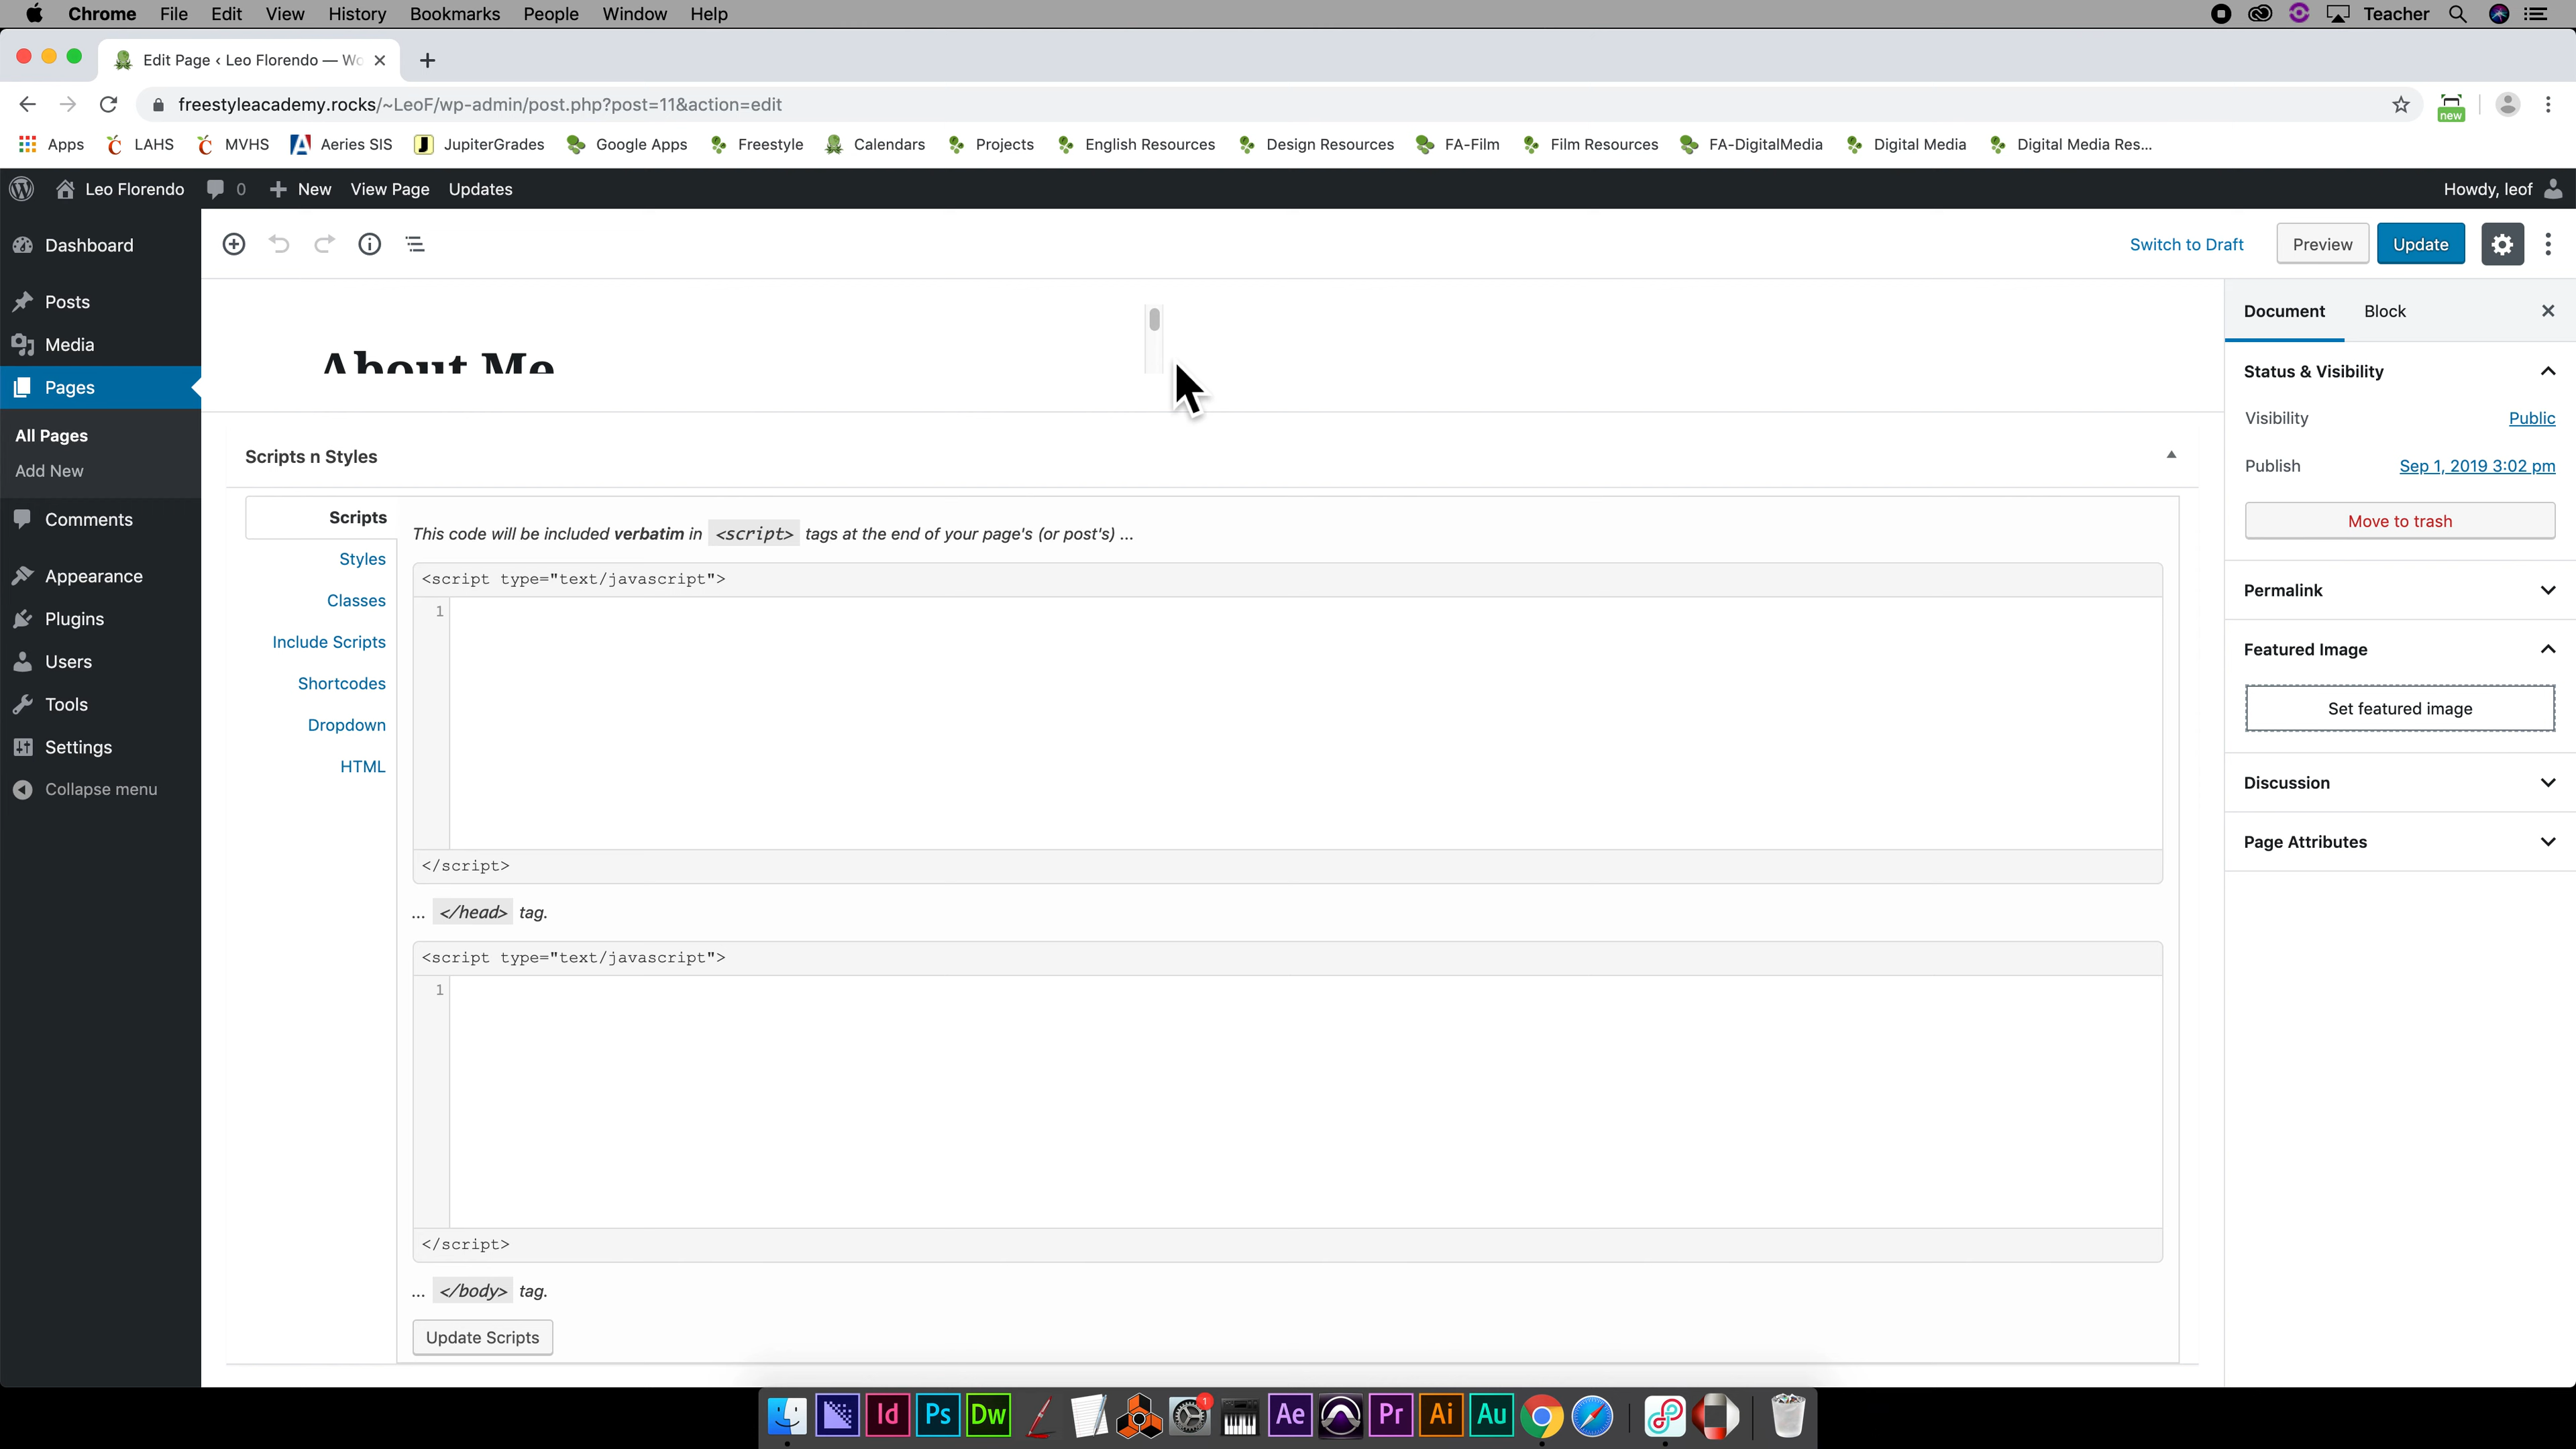 Chrome File Edit View History Bookmarks People Window Help Teacher
Edit Page ‹ Leo Florendo — Wo
freestyleacademy.rocks/~LeoF/wp-admin/post.php?post=11&action=edit new
Apps LAHS MVHS Aeries SIS JupiterGrades Google Apps Freestyle Calendars Projects English Resources Design Resources FA-Film Film Resources FA-DigitalMedia Digital Media Digital Media Res...
Leo Florendo 0 New View Page Updates Howdy, leof
Dashboard
Posts
Media
Pages
All Pages
Add New
Comments
Appearance
Plugins
Users
Tools
Settings
Collapse menu
Switch to Draft Preview Update
About Me
Scripts n Styles
Scripts
Styles
Classes
Include Scripts
Shortcodes
Dropdown
HTML
This code will be included verbatim in <script> tags at the end of your page's (or post's) ...
<script type="text/javascript">
1
</script>
... </head> tag.
<script type="text/javascript">
1
</script>
... </body> tag.
Update Scripts
Document Block
Status & Visibility
Visibility Public
Publish Sep 1, 2019 3:02 pm
Move to trash
Permalink
Featured Image
Set featured image
Discussion
Page Attributes
Id Ps Dw 1 Ae Pr Ai Au